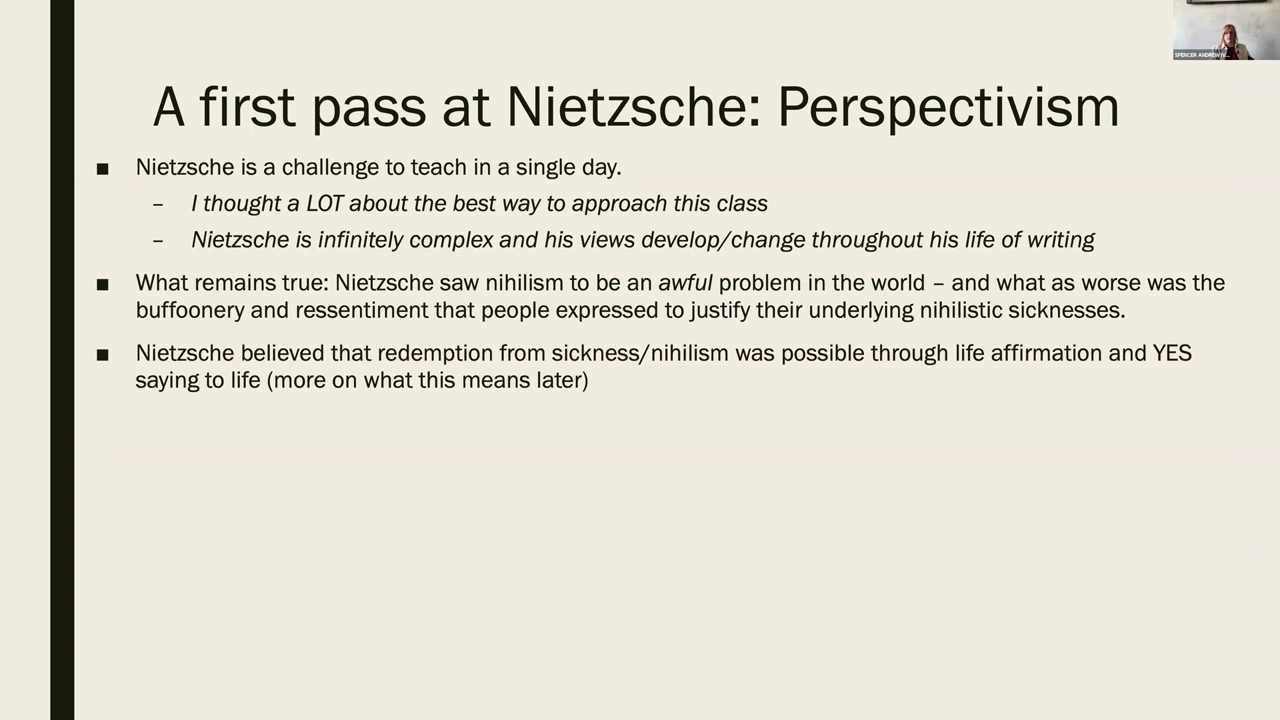 SPENCER ANDREW
A first pass at Nietzsche: Perspectivism
■ Nietzsche is a challenge to teach in a single day.
– I thought a LOT about the best way to approach this class
– Nietzsche is infinitely complex and his views develop/change throughout his life of writing
■ What remains true: Nietzsche saw nihilism to be an awful problem in the world – and what as worse was the
buffoonery and ressentiment that people expressed to justify their underlying nihilistic sicknesses.
■ Nietzsche believed that redemption from sickness/nihilism was possible through life affirmation and YES
saying to life (more on what this means later)